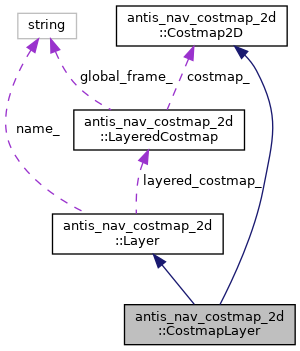 string
antis_nav_costmap_2d
::Costmap2D
global_frame_
costmap_
name_
antis_nav_costmap_2d
::LayeredCostmap
layered_costmap_
antis_nav_costmap_2d
::Layer
antis_nav_costmap_2d
::CostmapLayer